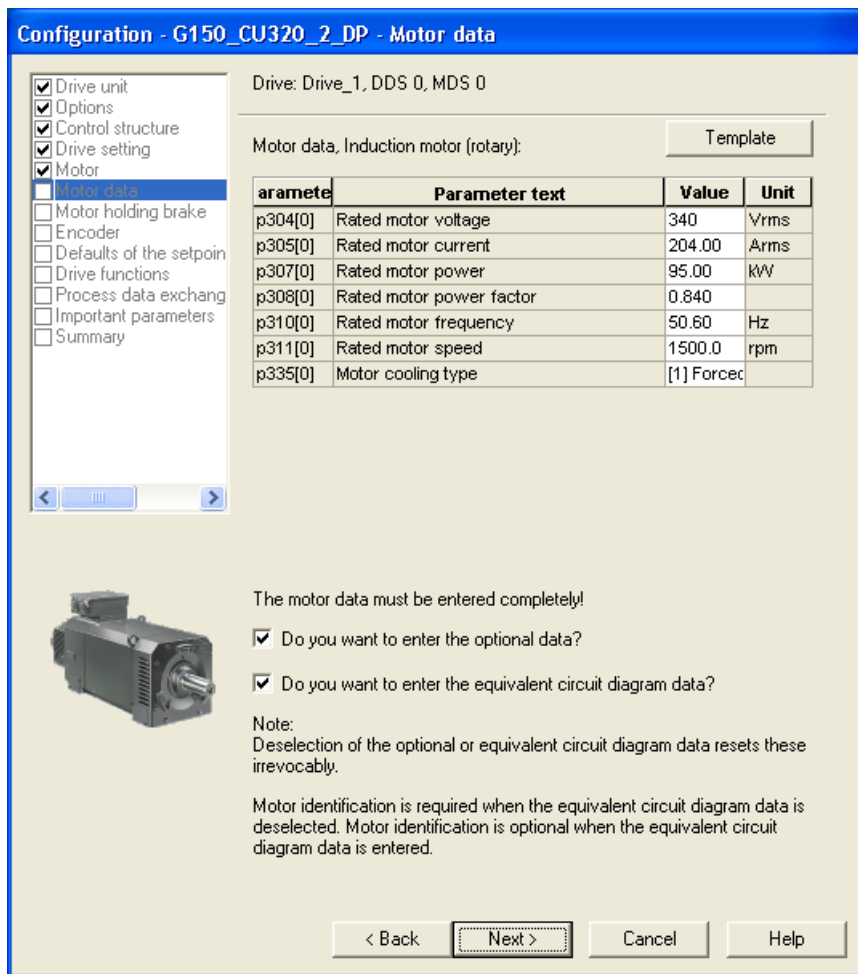 Configuration - G150_CU320_2_DP - Motor data
Drive unit
Options
Control structure
Drive setting
Motor
Motor data
Motor holding brake
Encoder
Defaults of the setpoin
Drive functions
Process data exchang
Important parameters
Summary
Drive: Drive_1, DDS 0, MDS 0
Motor data, Induction motor (rotary):
Template
aramete Parameter text Value Unit
p304[0] Rated motor voltage 340 Vrms
p305[0] Rated motor current 204.00 Arms
p307[0] Rated motor power 95.00 kW
p308[0] Rated motor power factor 0.840
p310[0] Rated motor frequency 50.60 Hz
p311[0] Rated motor speed 1500.0 rpm
p335[0] Motor cooling type [1] Forced
The motor data must be entered completely!
Do you want to enter the optional data?
Do you want to enter the equivalent circuit diagram data?
Note:
Deselection of the optional or equivalent circuit diagram data resets these
irrevocably.
Motor identification is required when the equivalent circuit diagram data is
deselected. Motor identification is optional when the equivalent circuit
diagram data is entered.
< Back Next > Cancel Help